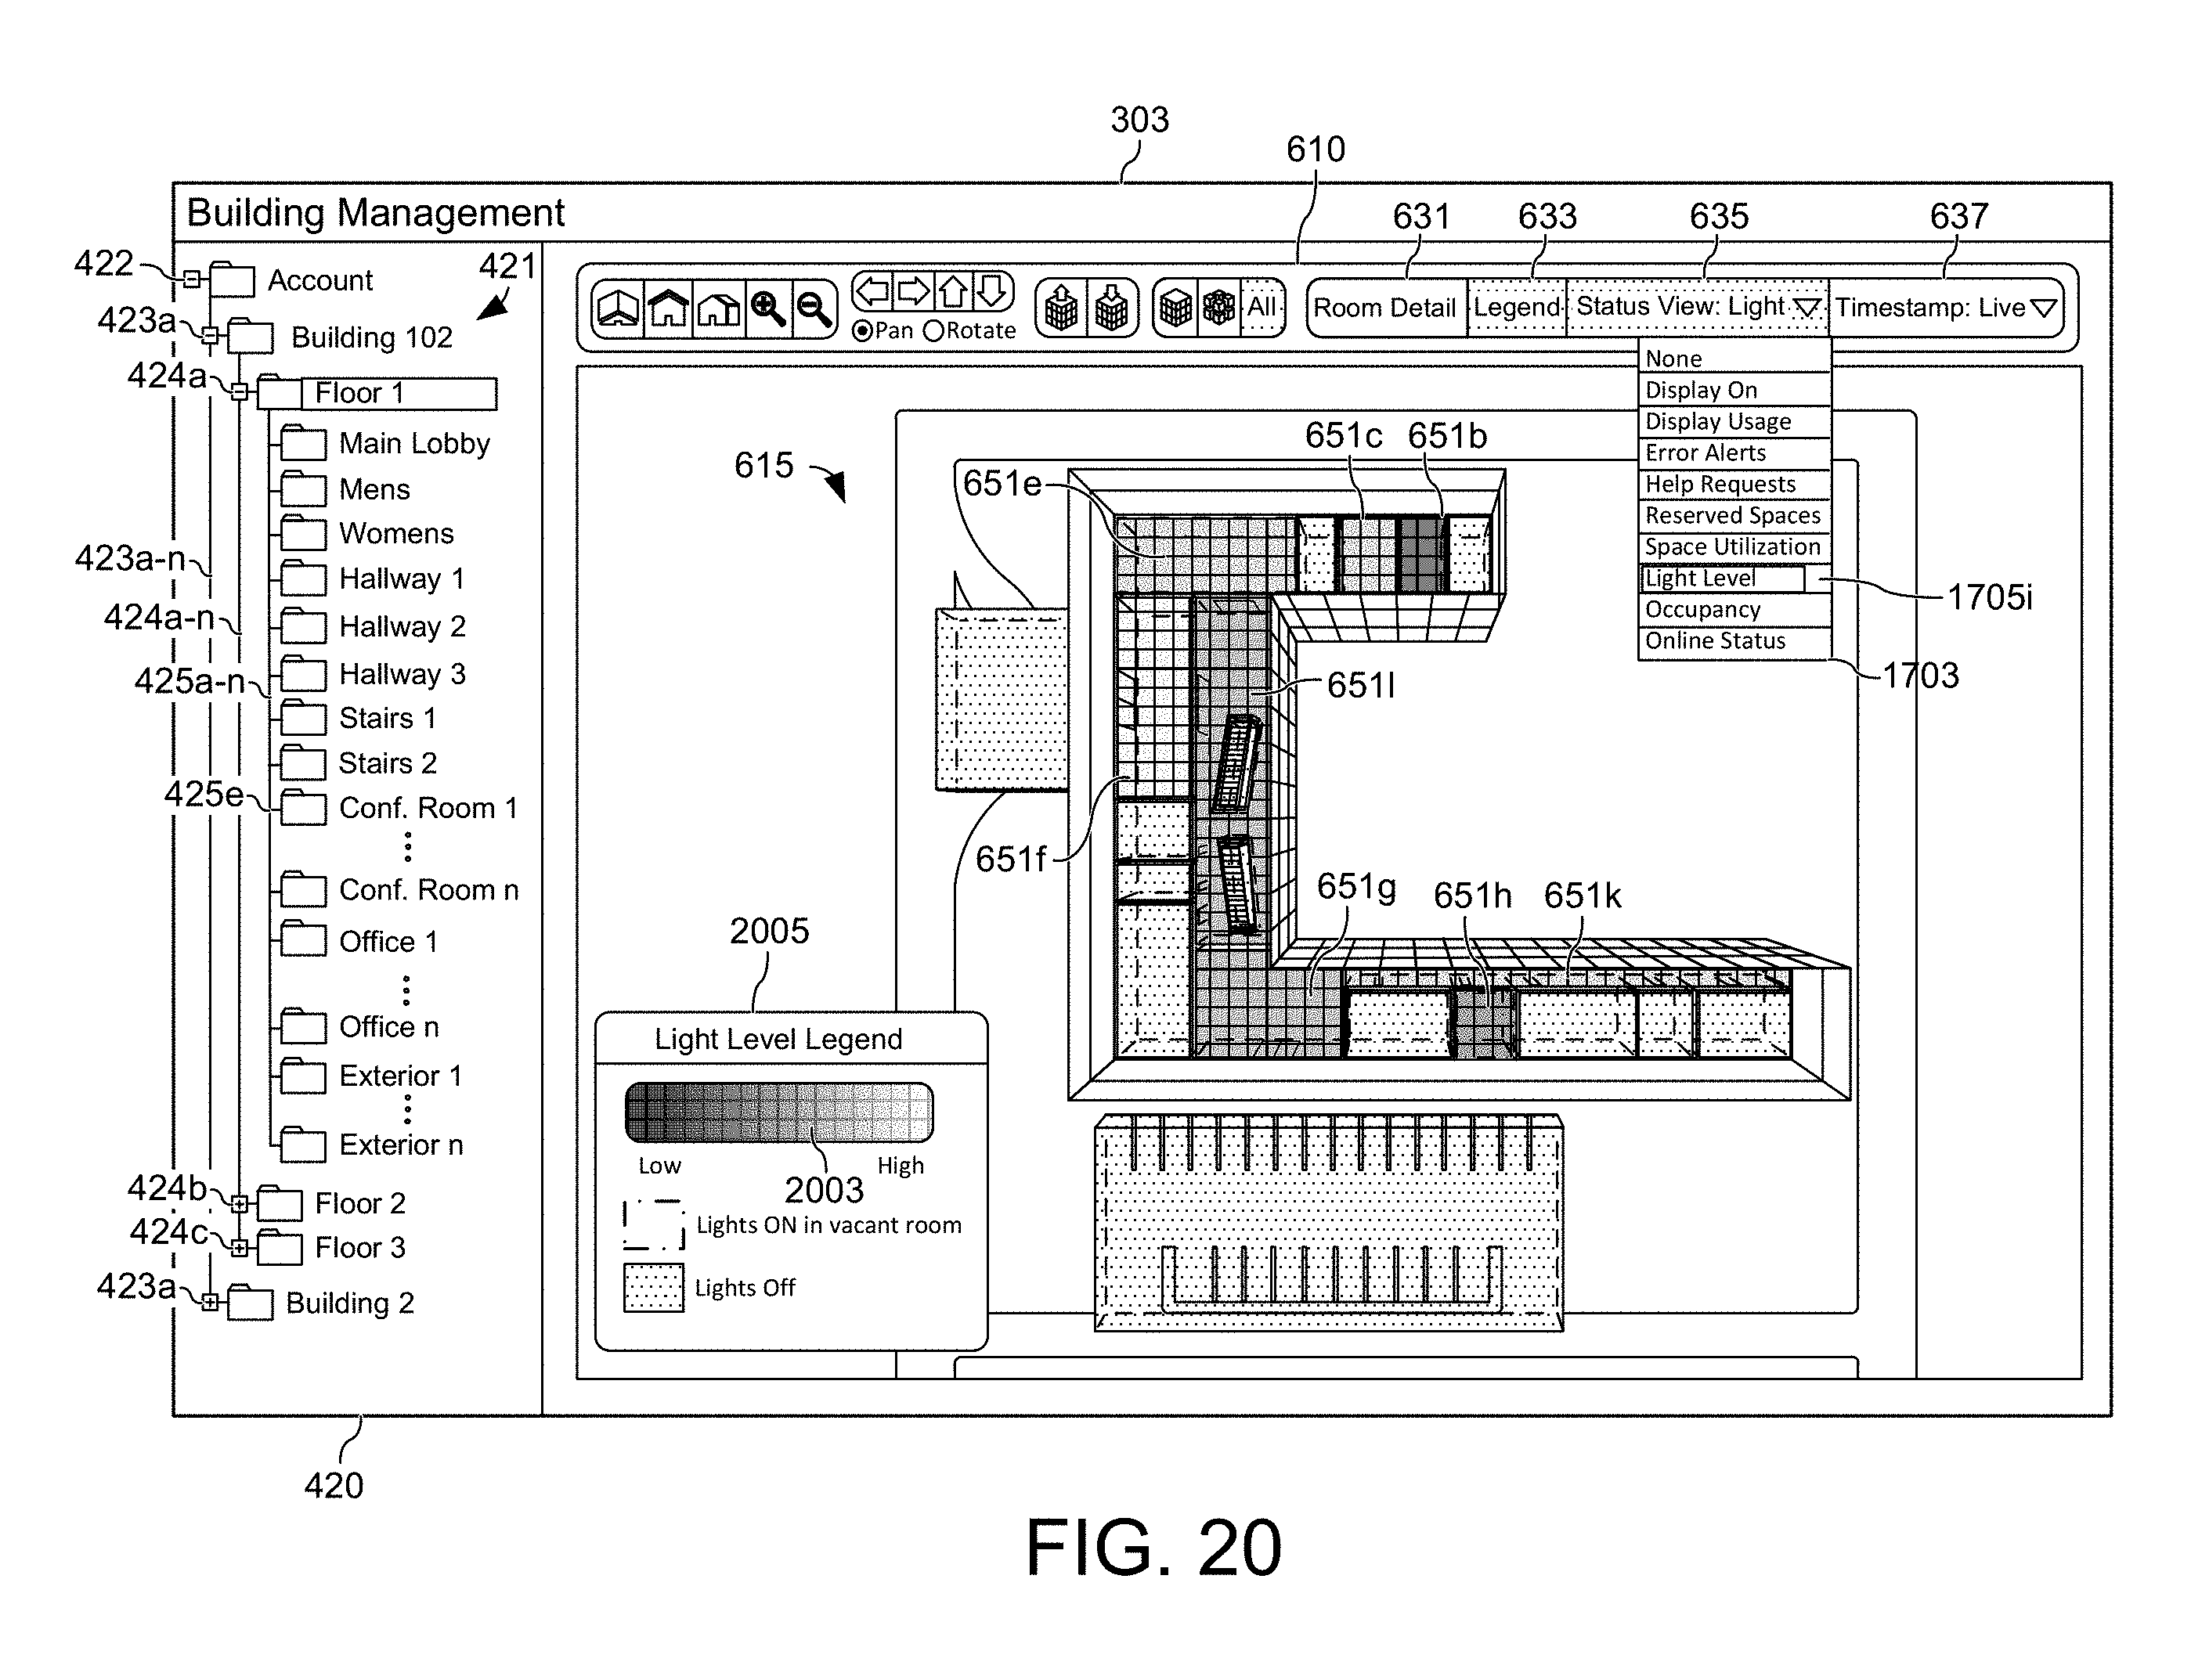 303
610
Building Management
631 633 635 637
422
Account
421
Room Detail Legend Status View: Light Timestamp: Live
All
Pan Rotate
423a
Building 102
424a
Floor 1
Main Lobby
Mens
Womens
423a-n
Hallway 1
424a-n
Hallway 2
425a-n
Hallway 3
Stairs 1
Stairs 2
425e
Conf. Room 1
Conf. Room n
Office 1
Office n
Exterior 1
Exterior n
424b
Floor 2
424c
Floor 3
423a
Building 2
420
None
Display On
Display Usage
Error Alerts
Help Requests
Reserved Spaces
Space Utilization
Light Level
Occupancy
Online Status
1705i
1703
615
651e
651c 651b
651l
651f
651g
651h 651k
2005
Light Level Legend
Low High
2003
Lights ON in vacant room
Lights Off
FIG. 20